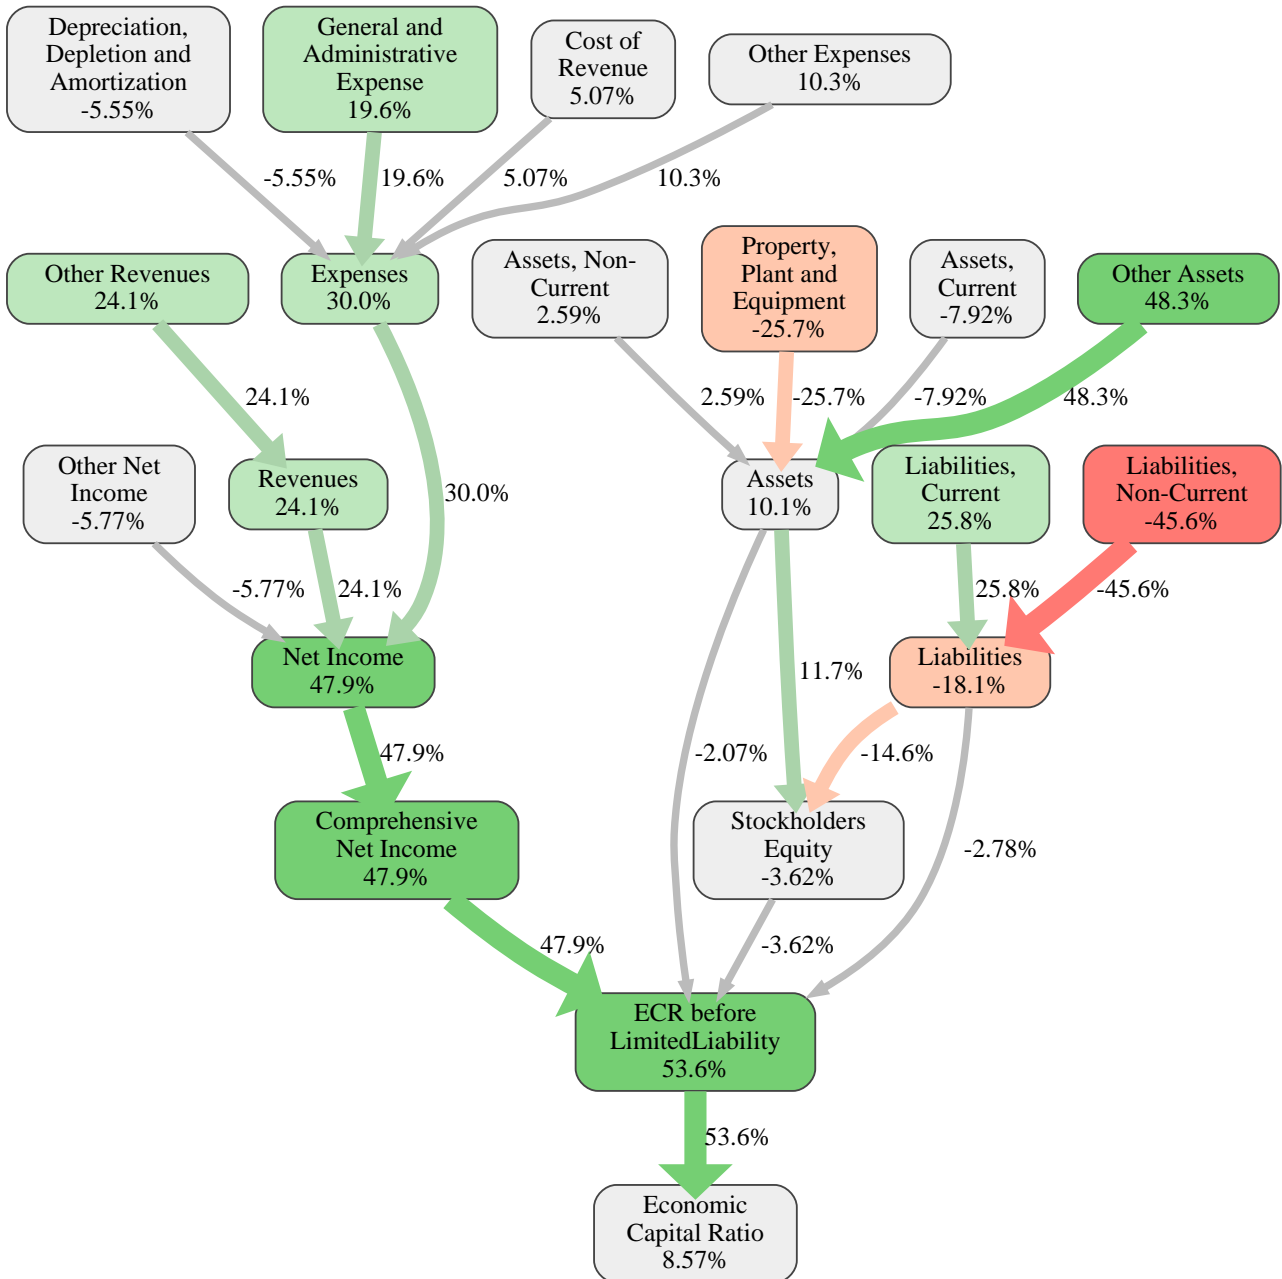 Depreciation,
Depletion and
Amortization
-5.55%
General and
Administrative
Expense
19.6%
Cost of
Revenue
5.07%
Other Expenses
10.3%
-5.55%
19.6%
5.07%
10.3%
Other Revenues
24.1%
Expenses
30.0%
Assets, Non-
Current
2.59%
Property,
Plant and
Equipment
-25.7%
Assets,
Current
-7.92%
Other Assets
48.3%
24.1%
2.59%
-25.7%
-7.92%
48.3%
Other Net
Income
-5.77%
Revenues
24.1%
30.0%
Assets
10.1%
Liabilities,
Current
25.8%
Liabilities,
Non-Current
-45.6%
-5.77%
24.1%
25.8%
-45.6%
Net Income
47.9%
11.7%
Liabilities
-18.1%
47.9%
-2.07%
-14.6%
Comprehensive
Net Income
47.9%
Stockholders
Equity
-3.62%
-2.78%
47.9%
-3.62%
ECR before
LimitedLiability
53.6%
53.6%
Economic
Capital Ratio
8.57%